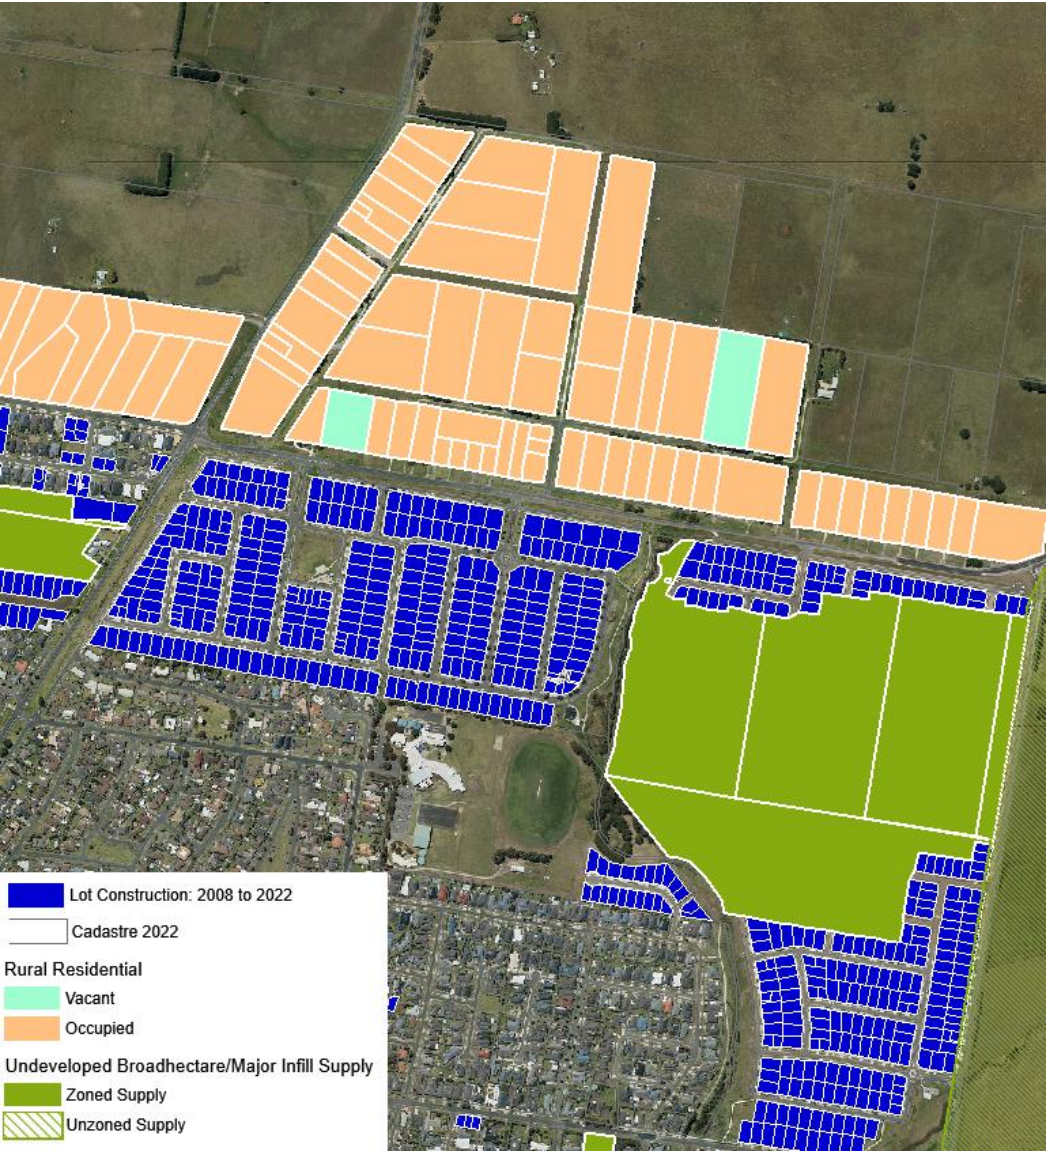 Lot Construction: 2008 to 2022
Cadastre 2022
Rural Residential
Vacant
Occupied
Undeveloped Broadhectare/Major Infill Supply
Zoned Supply
Unzoned Supply